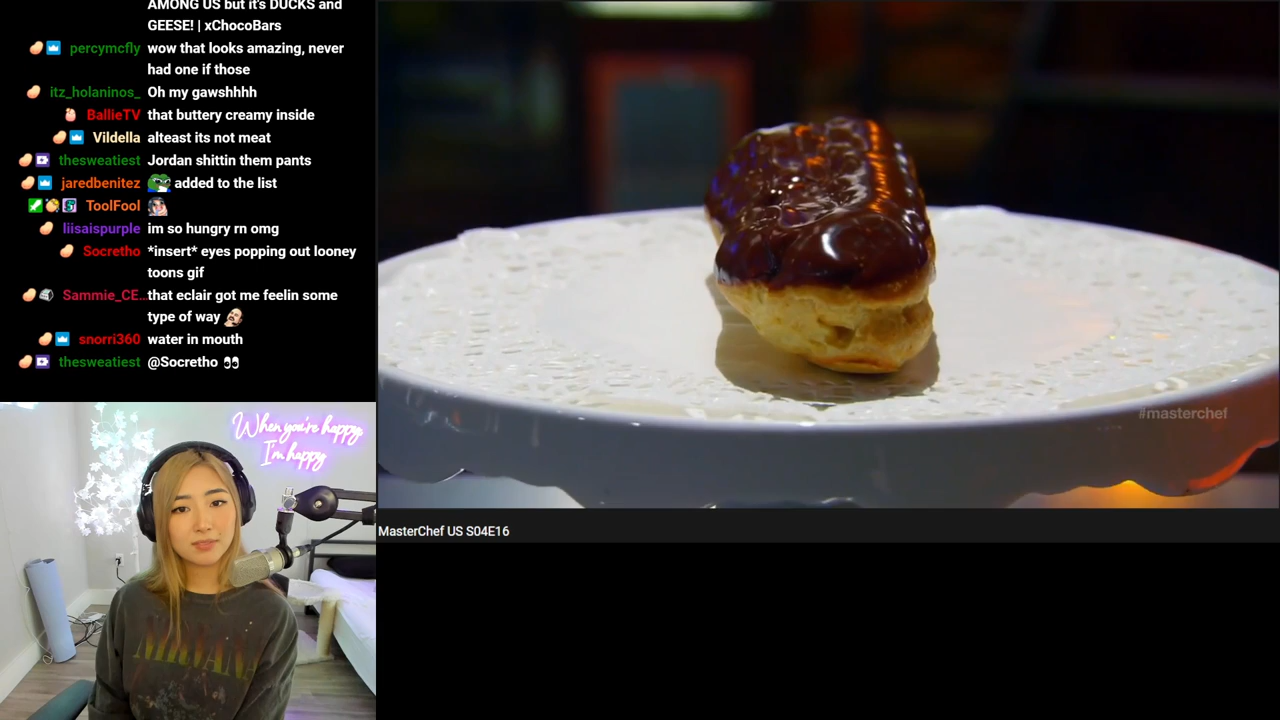 AMONG US but it's DUCKS and
GEESE! | xChocoBars
percymcfly wow that looks amazing, never
had one if those
itz_holaninos_ Oh my gawshhhh
BallieTV that buttery creamy inside
Vildella alteast its not meat
thesweatiest Jordan shittin them pants
jaredbenitez added to the list
ToolFool
liisaispurple im so hungry rn omg
Socretho *insert* eyes popping out looney
toons gif
Sammie_CE... that eclair got me feelin some
type of way
snorri360 water in mouth
thesweatiest @Socretho 👀
When you're happy
I'm happy
NIRVANA
#masterchef
MasterChef US S04E16